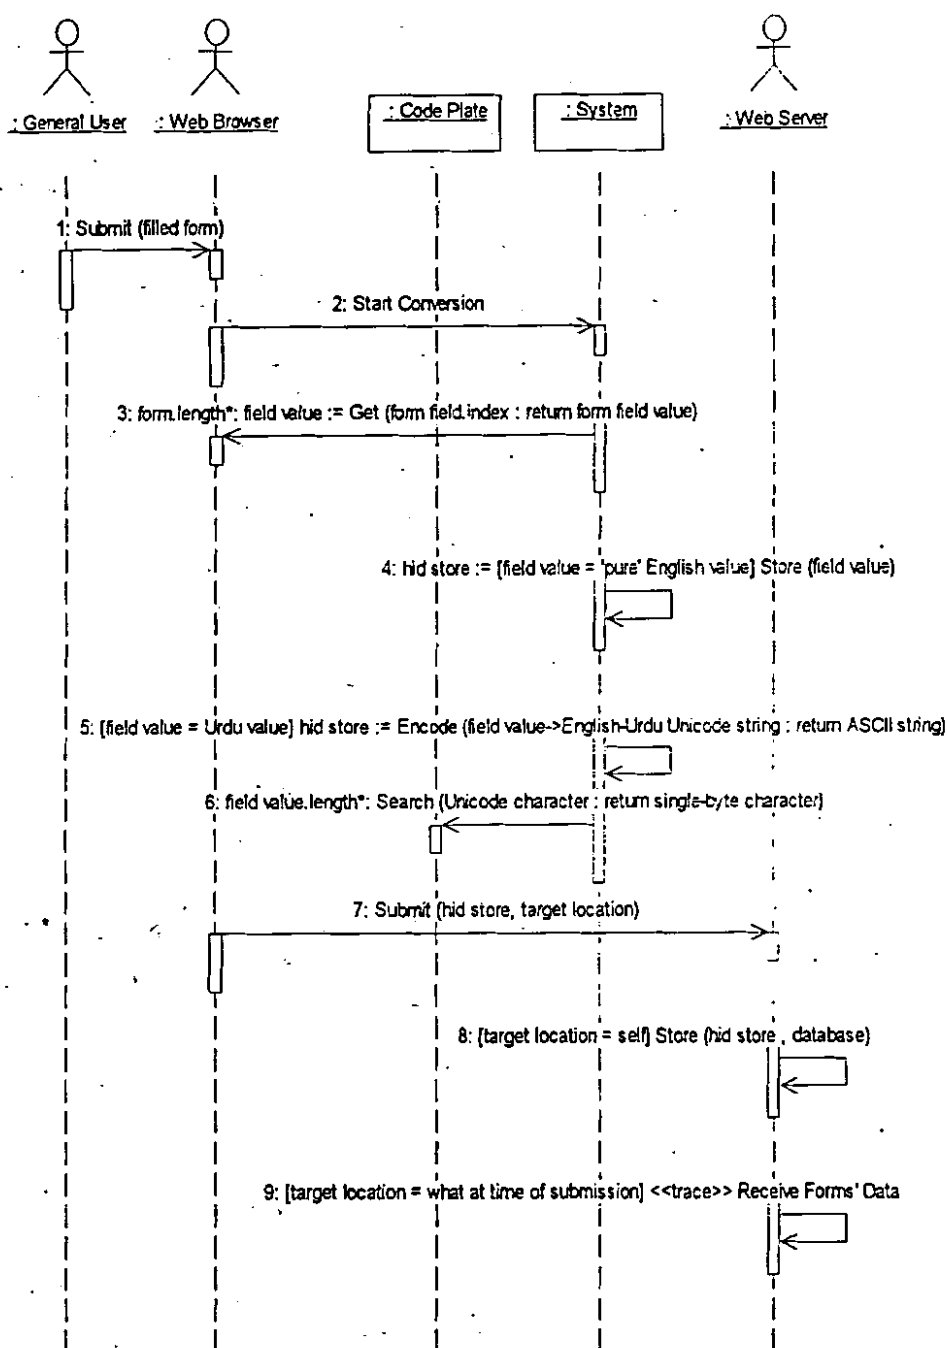 : General User
: Web Browser
: Code Plate
: System
: Web Server
1: Submit (filled form)
2: Start Conversion
3: form.length*: field value := Get (form field.index : return form field value)
4: hid store := [field value = 'pure' English value] Store (field value)
5: [field value = Urdu value] hid store := Encode (field value->English-Urdu Unicode string : return ASCII string)
6: field value.length*: Search (Unicode character : return single-byte character)
7: Submit (hid store, target location)
8: [target location = self] Store (hid store , database)
9: [target location = what at time of submission] <<trace>> Receive Forms' Data